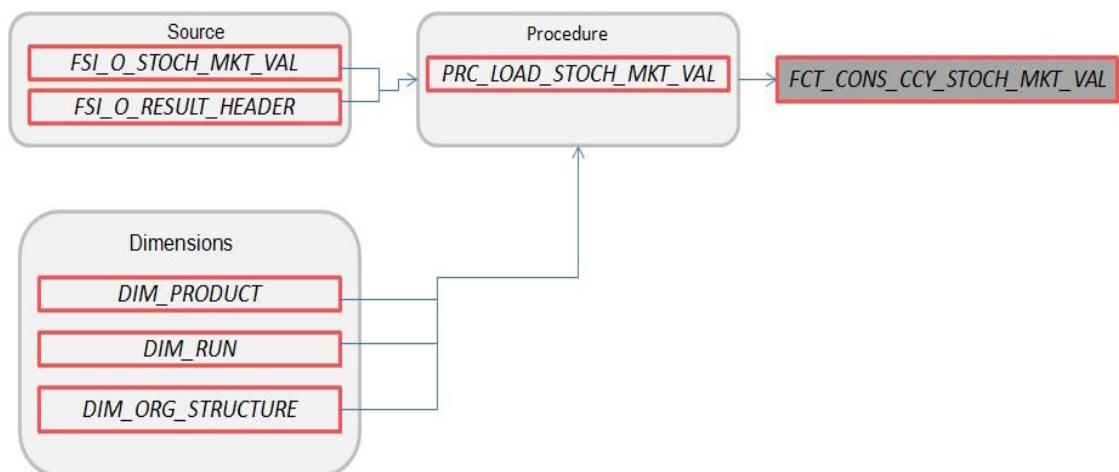 Source
FSI_O_STOCH_MKT_VAL
FSI_O_RESULT_HEADER
Procedure
PRC_LOAD_STOCH_MKT_VAL
FCT_CONS_CCY_STOCH_MKT_VAL
Dimensions
DIM_PRODUCT
DIM_RUN
DIM_ORG_STRUCTURE